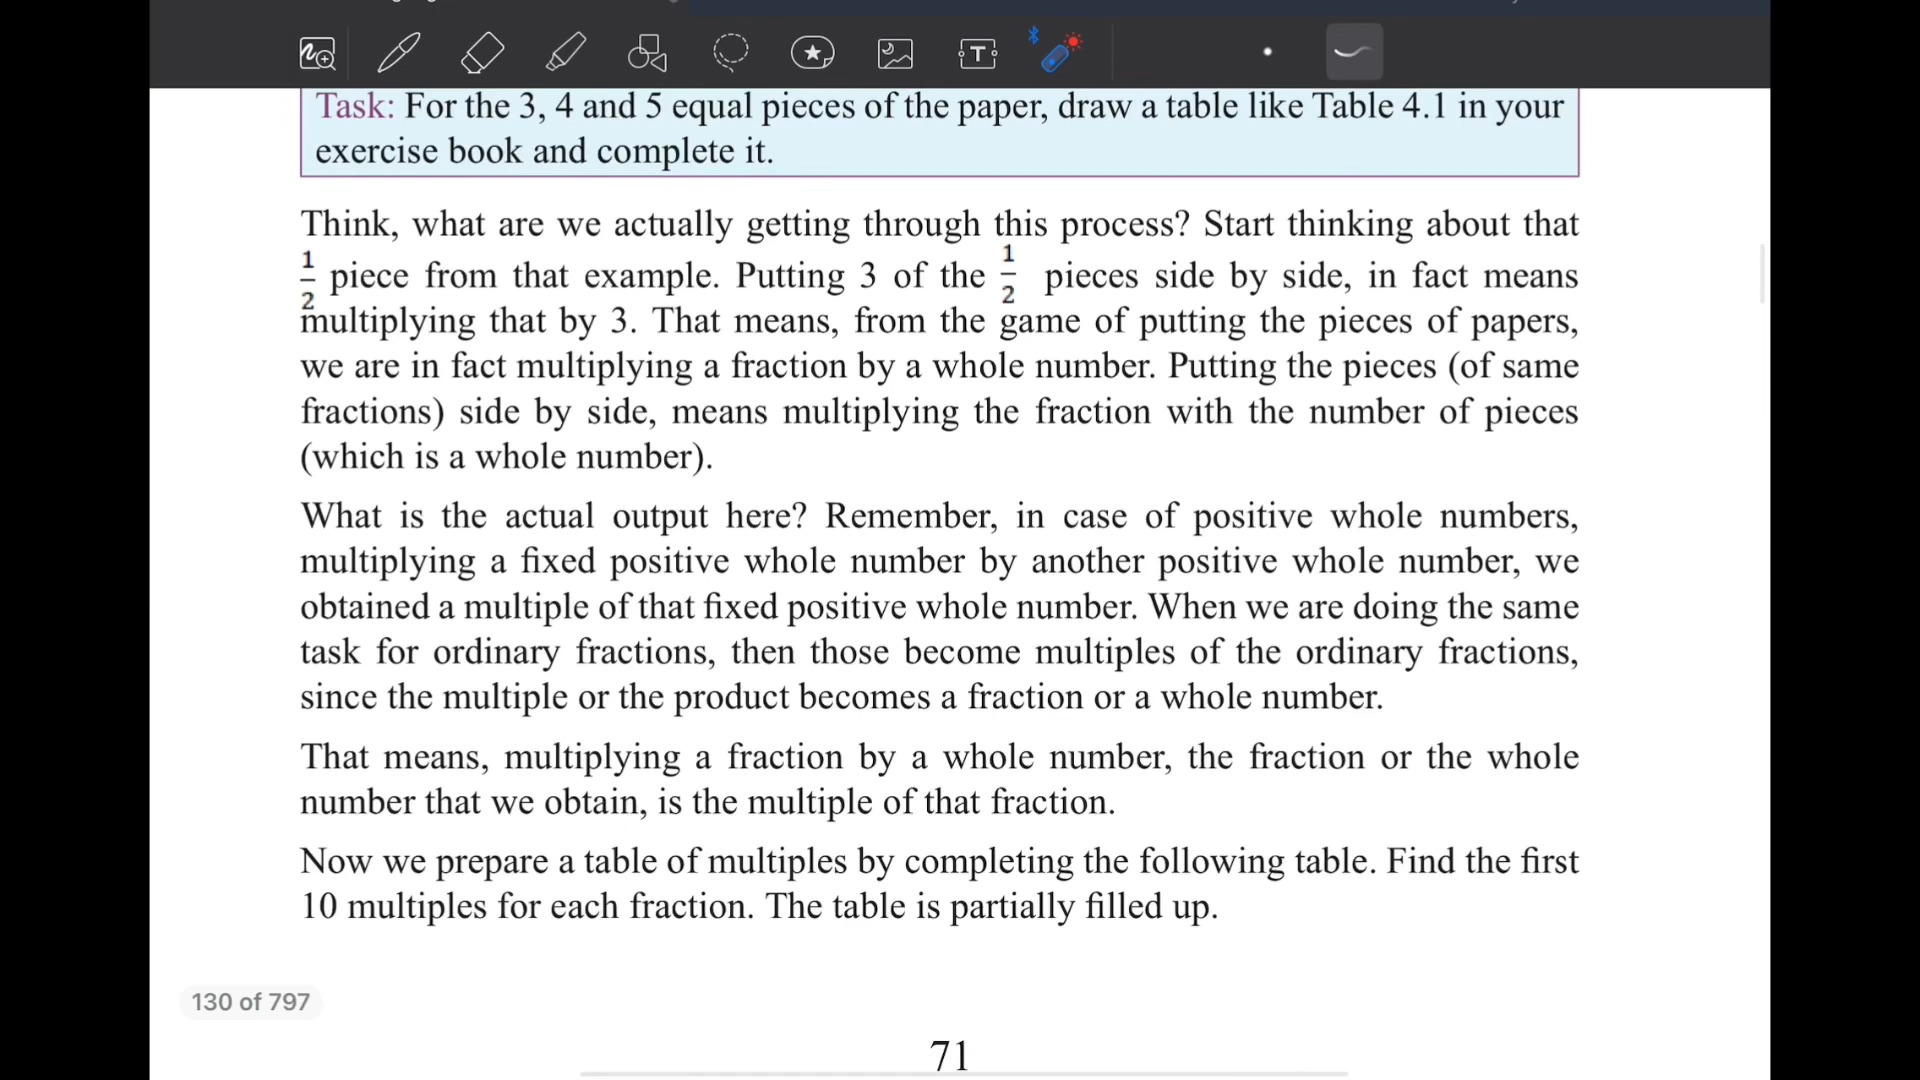 Task: For the 3, 4 and 5 equal pieces of the paper, draw a table like Table 4.1 in your
exercise book and complete it.
Think, what are we actually getting through this process? Start thinking about that
1/2 piece from that example. Putting 3 of the 1/2 pieces side by side, in fact means
multiplying that by 3. That means, from the game of putting the pieces of papers,
we are in fact multiplying a fraction by a whole number. Putting the pieces (of same
fractions) side by side, means multiplying the fraction with the number of pieces
(which is a whole number).
What is the actual output here? Remember, in case of positive whole numbers,
multiplying a fixed positive whole number by another positive whole number, we
obtained a multiple of that fixed positive whole number. When we are doing the same
task for ordinary fractions, then those become multiples of the ordinary fractions,
since the multiple or the product becomes a fraction or a whole number.
That means, multiplying a fraction by a whole number, the fraction or the whole
number that we obtain, is the multiple of that fraction.
Now we prepare a table of multiples by completing the following table. Find the first
10 multiples for each fraction. The table is partially filled up.
130 of 797
71